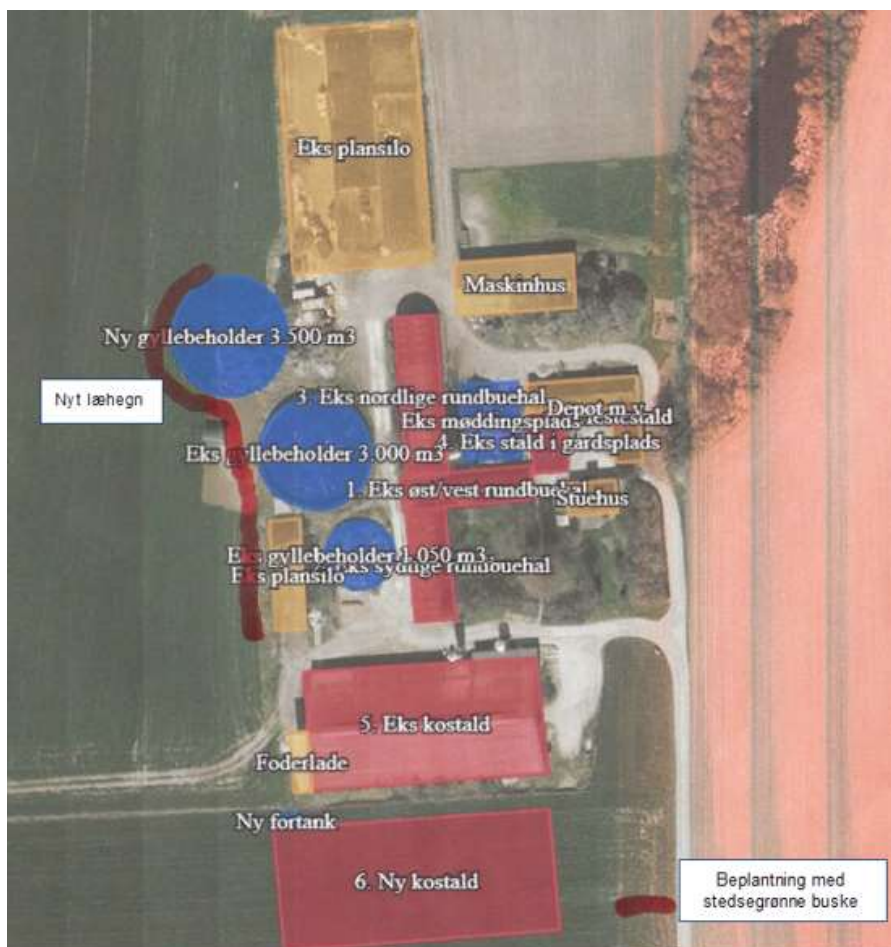 Eks plansilo
Maskinhus
Ny gyllebeholder 3.500 m3
Nyt læhegn
3. Eks nordlige rundbuehal
Depot m.v.
Eks møddingsplads
4. Eks stald i gårdsplads
Eks gyllebeholder 3.000 m3
1. Eks øst/vest rundbuehal
Stuehus
Eks gyllebeholder 1.050 m3
Eks sydlige rundbuehal
Eks plansilo
5. Eks kostald
Foderlade
Ny fortank
6. Ny kostald
Beplantning med
stedsegrønne buske